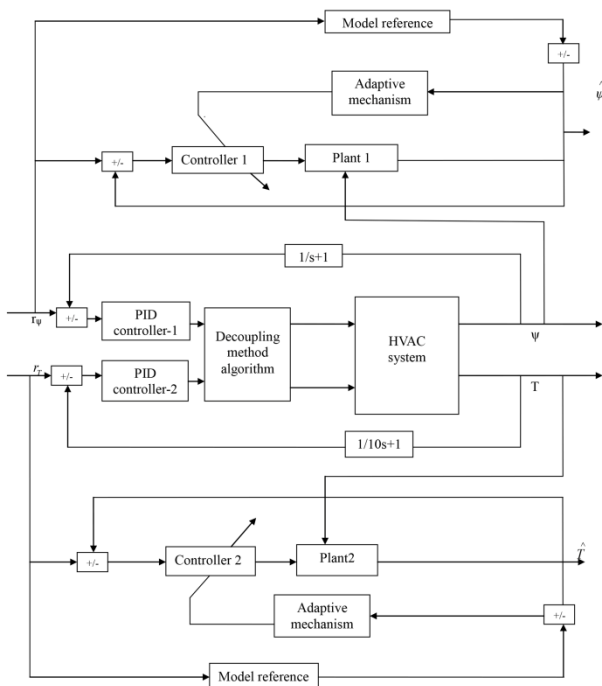 Model reference
+/-
Adaptive
mechanism
ψ̂
+/-
Controller 1
Plant 1
1/s+1
rψ
+/-
PID
controller-1
Decoupling
method
algorithm
HVAC
system
ψ
rT
+/-
PID
controller-2
T
1/10s+1
+/-
Controller 2
Plant2
T̂
Adaptive
mechanism
+/-
Model reference